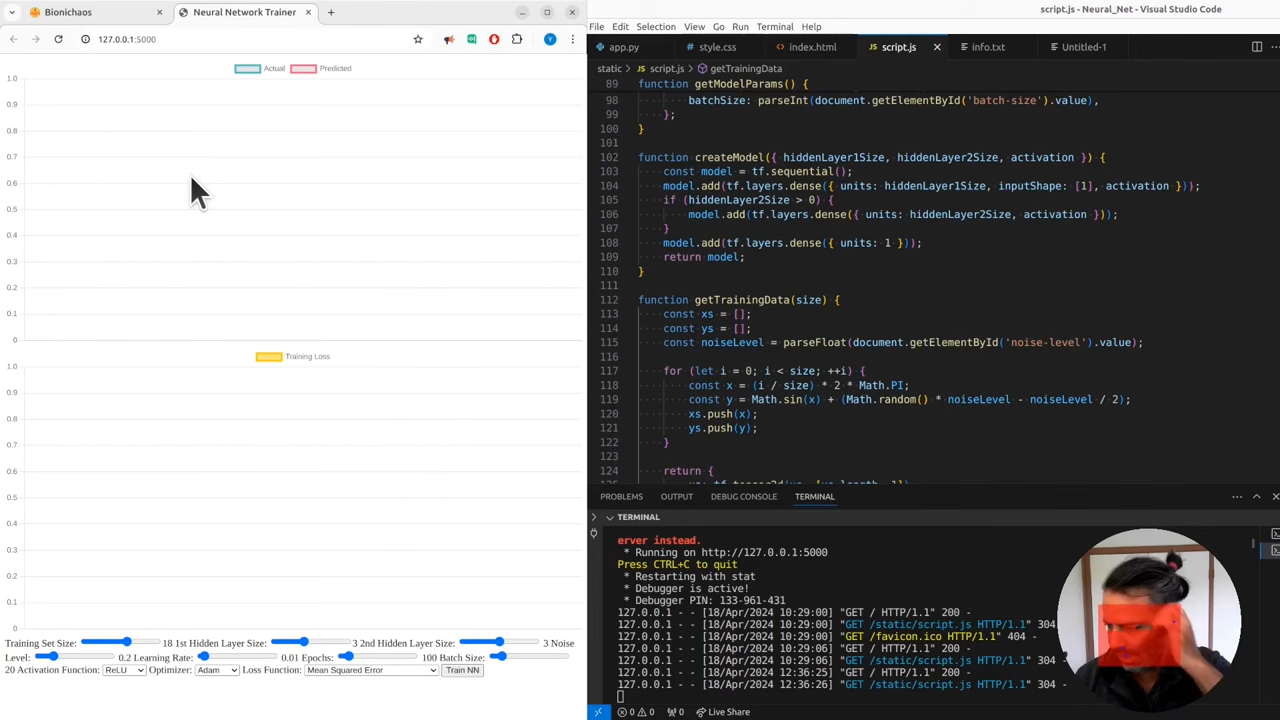 Bionichaos
Neural Network Trainer
127.0.0.1:5000
Y
Actual
Predicted
1.0
0.9
0.8
0.7
0.6
0.5
0.4
0.3
0.2
0.1
0
Training Loss
1.0
0.9
0.8
0.7
0.6
0.5
0.4
0.3
0.2
0.1
0
Training Set Size: 18 1st Hidden Layer Size: 3 2nd Hidden Layer Size: 3 Noise
Level: 0.2 Learning Rate: 0.01 Epochs: 100 Batch Size:
20 Activation Function: ReLU Optimizer: Adam Loss Function: Mean Squared Error Train NN
script.js - Neural_Net - Visual Studio Code
File Edit Selection View Go Run Terminal Help
app.py style.css index.html script.js info.txt Untitled-1
static > JS script.js > getTrainingData
89 function getModelParams() {
98 batchSize: parseInt(document.getElementById('batch-size').value),
99 };
100 }
101
102 function createModel({ hiddenLayer1Size, hiddenLayer2Size, activation }) {
103 const model = tf.sequential();
104 model.add(tf.layers.dense({ units: hiddenLayer1Size, inputShape: [1], activation }));
105 if (hiddenLayer2Size > 0) {
106 model.add(tf.layers.dense({ units: hiddenLayer2Size, activation }));
107 }
108 model.add(tf.layers.dense({ units: 1 }));
109 return model;
110 }
111
112 function getTrainingData(size) {
113 const xs = [];
114 const ys = [];
115 const noiseLevel = parseFloat(document.getElementById('noise-level').value);
116
117 for (let i = 0; i < size; ++i) {
118 const x = (i / size) * 2 * Math.PI;
119 const y = Math.sin(x) + (Math.random() * noiseLevel - noiseLevel / 2);
120 xs.push(x);
121 ys.push(y);
122 }
123
124 return {
PROBLEMS OUTPUT DEBUG CONSOLE TERMINAL
TERMINAL
erver instead.
* Running on http://127.0.0.1:5000
Press CTRL+C to quit
* Restarting with stat
* Debugger is active!
* Debugger PIN: 133-961-431
127.0.0.1 - - [18/Apr/2024 10:29:00] "GET / HTTP/1.1" 200 -
127.0.0.1 - - [18/Apr/2024 10:29:00] "GET /static/script.js HTTP/1.1" 304
127.0.0.1 - - [18/Apr/2024 10:29:00] "GET /favicon.ico HTTP/1.1" 404 -
127.0.0.1 - - [18/Apr/2024 10:29:06] "GET / HTTP/1.1" 200 -
127.0.0.1 - - [18/Apr/2024 10:29:06] "GET /static/script.js HTTP/1.1" 304 -
127.0.0.1 - - [18/Apr/2024 12:36:25] "GET / HTTP/1.1" 200 -
127.0.0.1 - - [18/Apr/2024 12:36:26] "GET /static/script.js HTTP/1.1" 304 -
0 0 0 Live Share